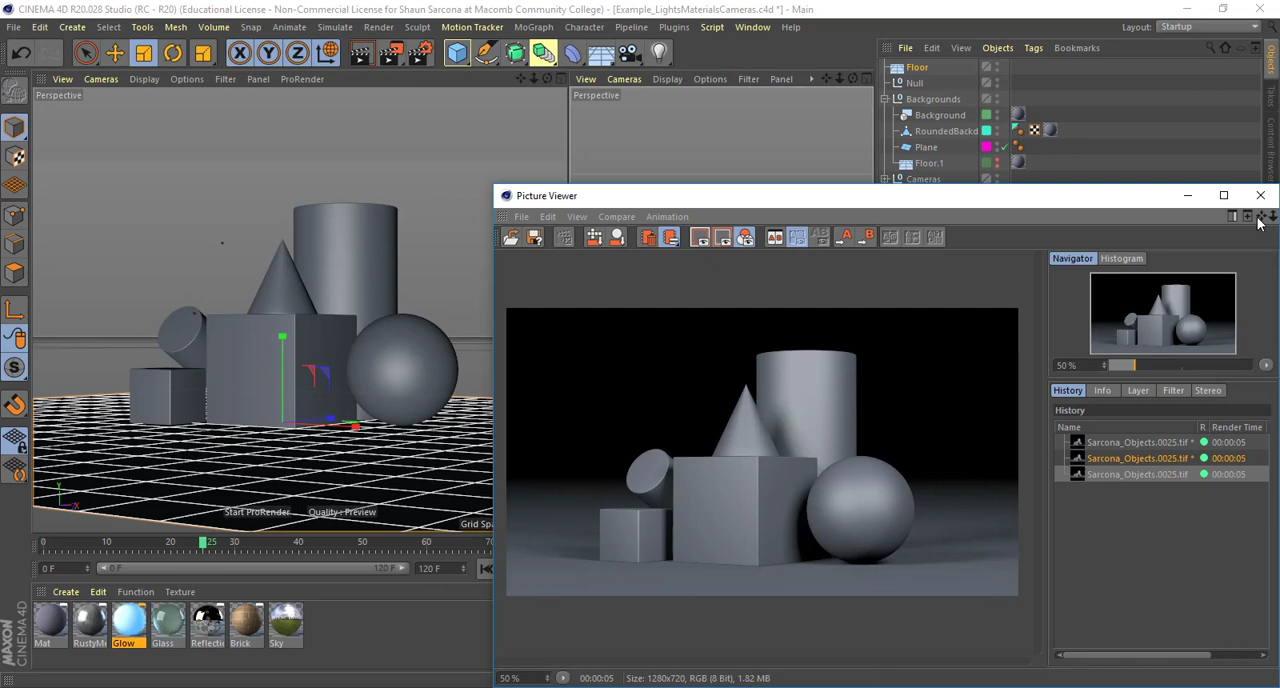 CINEMA 4D R20.028 Studio (RC - R20) (Educational License - Non-Commercial License for Shaun Sarcona at Macomb Community College) - [Example_LightsMaterialsCameras.c4d *] - Main
File Edit Create Select Tools Mesh Volume Snap Animate Simulate Render Sculpt Motion Tracker MoGraph Character Pipeline Plugins Script Window Help Layout: Startup
X Y Z
File Edit View Objects Tags Bookmarks
View Cameras Display Options Filter Panel ProRender
View Cameras Display Options Filter Panel
Perspective
Perspective
Floor
Null
Backgrounds
Background
RoundedBackd
Plane
Floor.1
Cameras
Objects
Takes
Content Browser
Picture Viewer
File Edit View Compare Animation
A B
Navigator Histogram
50 %
History Info Layer Filter Stereo
History
Name R Render Time
Sarcona_Objects.0025.tif * 00:00:05
Sarcona_Objects.0025.tif * 00:00:05
Sarcona_Objects.0025.tif 00:00:05
Y
X
Start ProRender Quality : Preview
Grid Spa
0 10 20 25 30 40 50 60 70
0 F 0 F 120 F 120 F
Create Edit Function Texture
Mat RustyMe Glow Glass Reflecti Brick Sky
MAXON
CINEMA 4D
50 % 00:00:05 Size: 1280x720, RGB (8 Bit), 1.82 MB